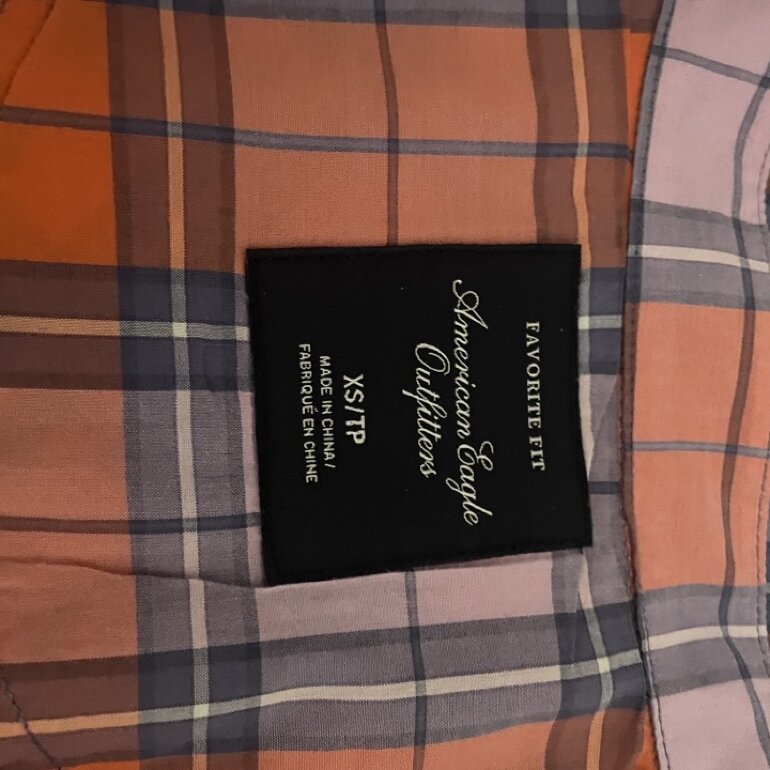 FAVORITE FIT
American Eagle
Outfitters
XS/TP
MADE IN CHINA/
FABRIQUÉ EN CHINE